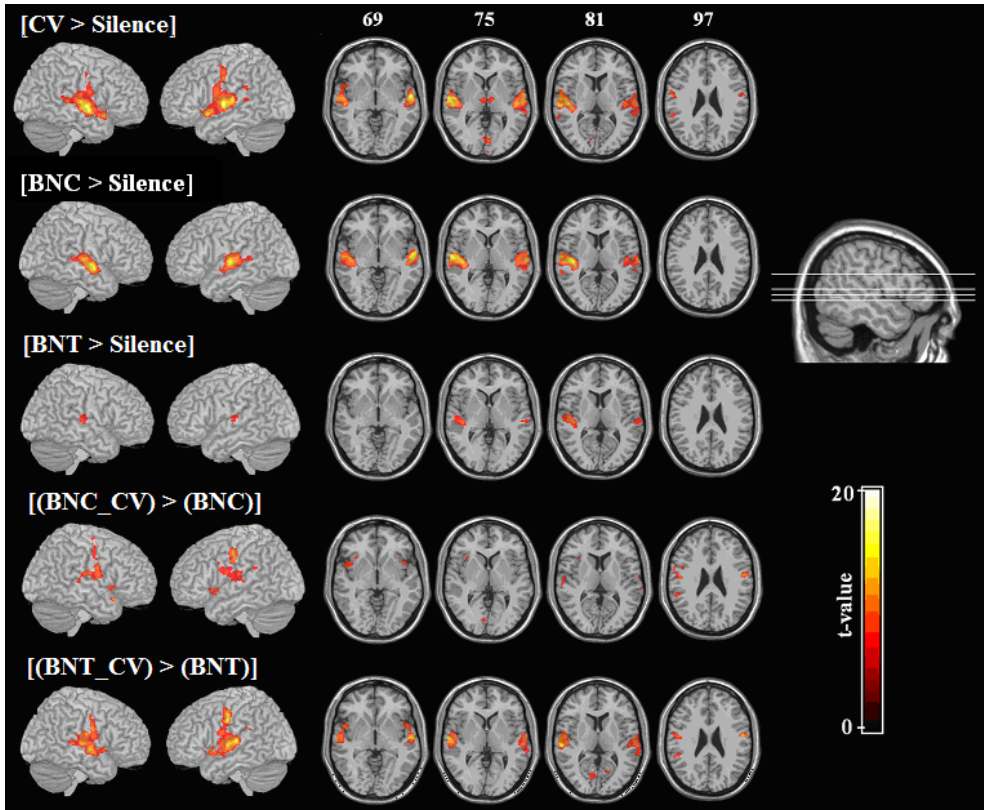 [CV > Silence]
69 75 81 97
[BNC > Silence]
[BNT > Silence]
[(BNC_CV) > (BNC)]
[(BNT_CV) > (BNT)]
20
t-value
0